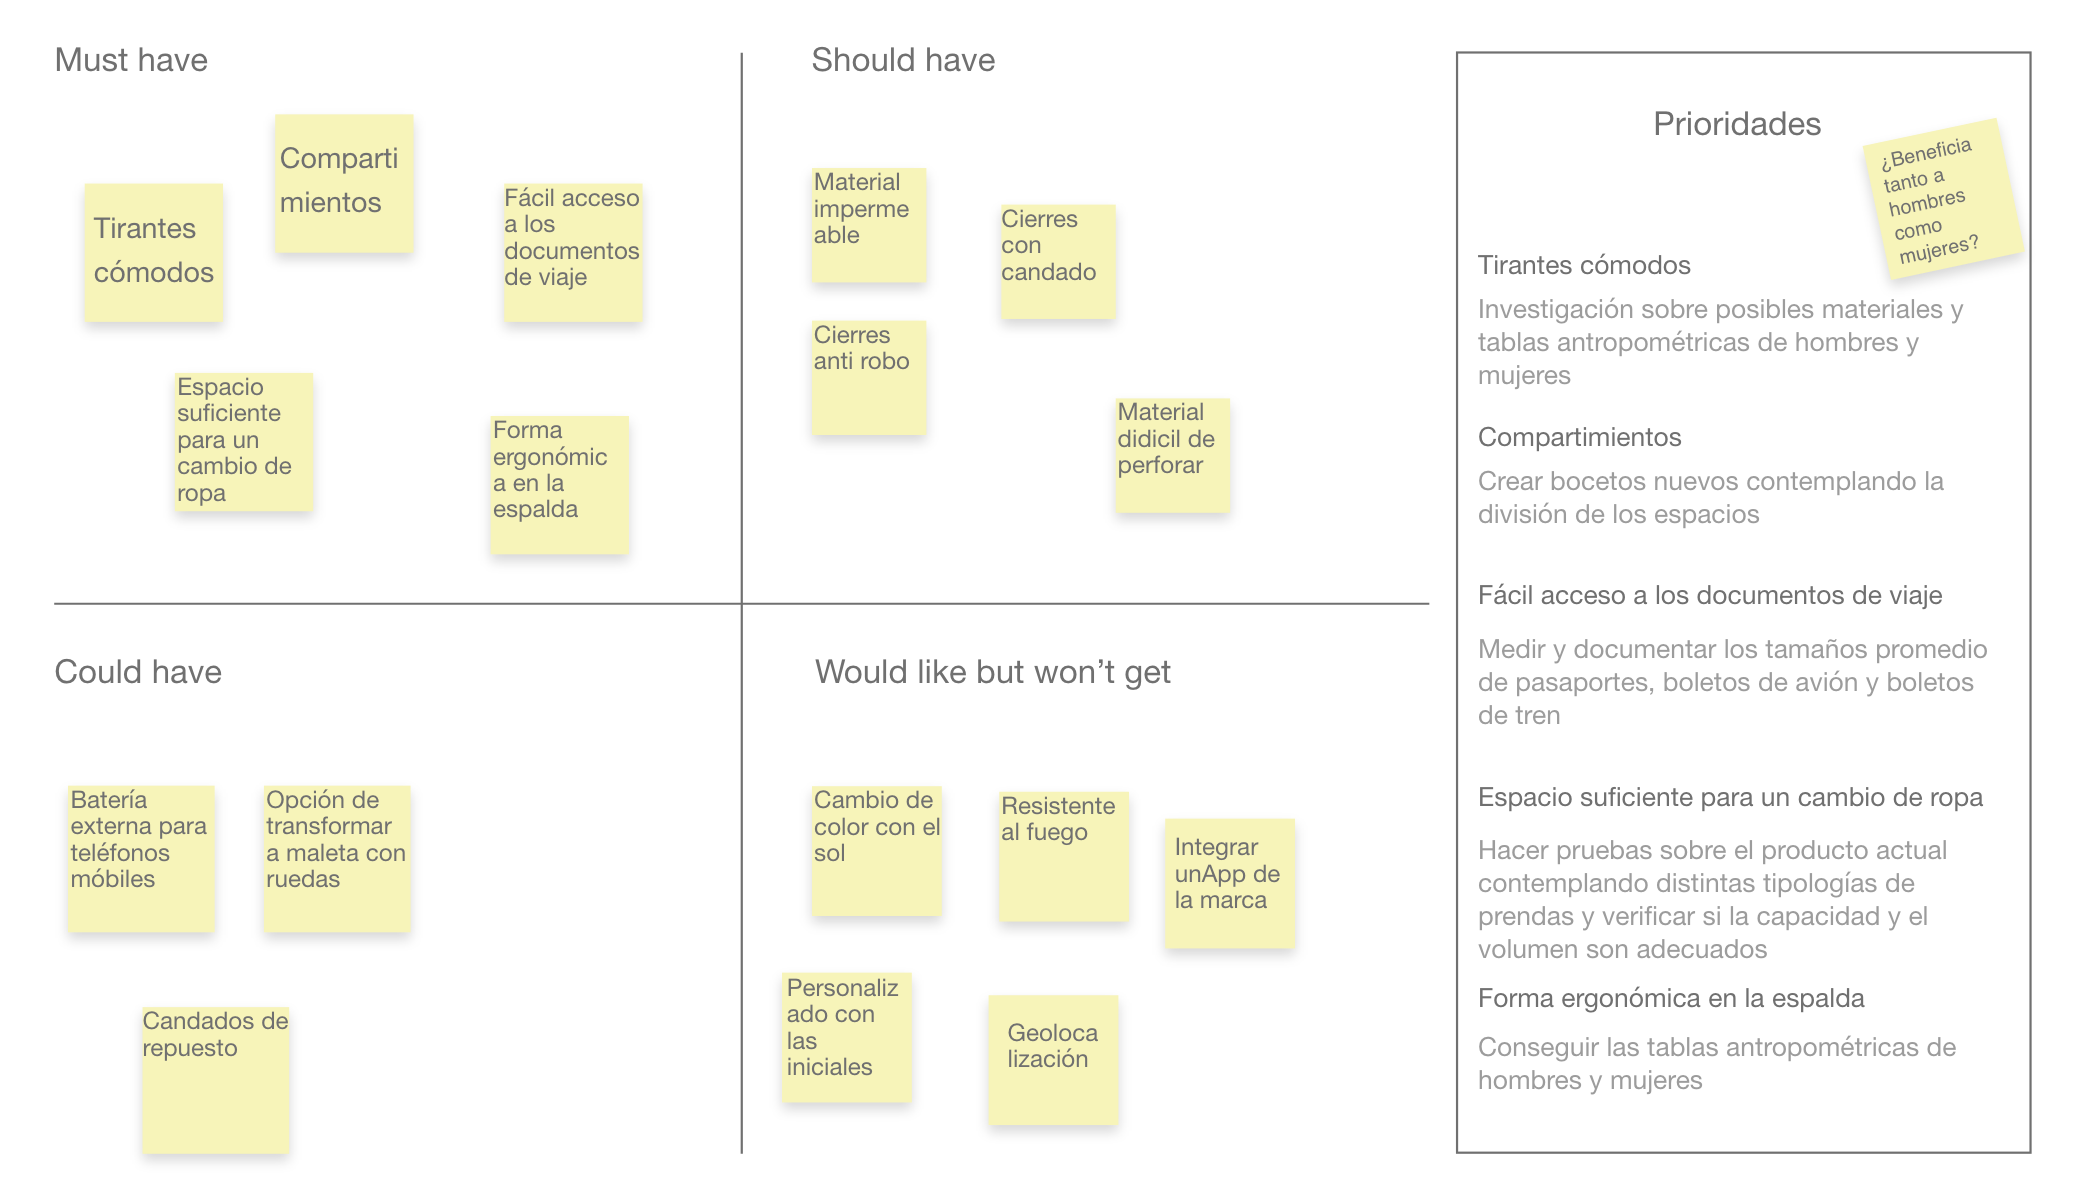 Must have
Tirantes
cómodos
Comparti
mientos
Fácil acceso
a los
documentos
de viaje
Espacio
suficiente
para un
cambio de
ropa
Forma
ergonómic
a en la
espalda
Should have
Material
imperme
able
Cierres
con
candado
Cierres
anti robo
Material
didicil de
perforar
Could have
Batería
externa para
teléfonos
móbiles
Opción de
transformar
a maleta con
ruedas
Candados de
repuesto
Would like but won’t get
Cambio de
color con el
sol
Resistente
al fuego
Integrar
unApp de
la marca
Personaliz
ado con
las
iniciales
Geoloca
lización
Prioridades
¿Beneficia
tanto a
hombres
como
mujeres?
Tirantes cómodos
Investigación sobre posibles materiales y
tablas antropométricas de hombres y
mujeres
Compartimientos
Crear bocetos nuevos contemplando la
división de los espacios
Fácil acceso a los documentos de viaje
Medir y documentar los tamaños promedio
de pasaportes, boletos de avión y boletos
de tren
Espacio suficiente para un cambio de ropa
Hacer pruebas sobre el producto actual
contemplando distintas tipologías de
prendas y verificar si la capacidad y el
volumen son adecuados
Forma ergonómica en la espalda
Conseguir las tablas antropométricas de
hombres y mujeres